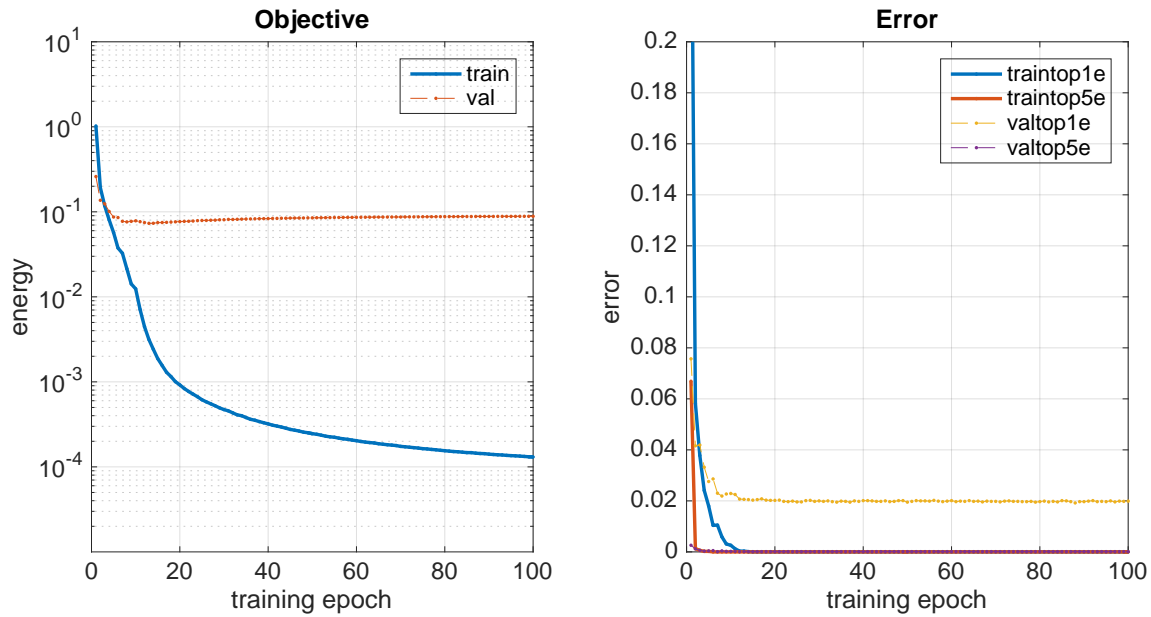 Objective
10^1
10^0
10^-1
10^-2
10^-3
10^-4
energy
train
val
0 20 40 60 80 100
training epoch
Error
0.2
0.18
0.16
0.14
0.12
0.1
0.08
0.06
0.04
0.02
0
error
traintop1e
traintop5e
valtop1e
valtop5e
0 20 40 60 80 100
training epoch